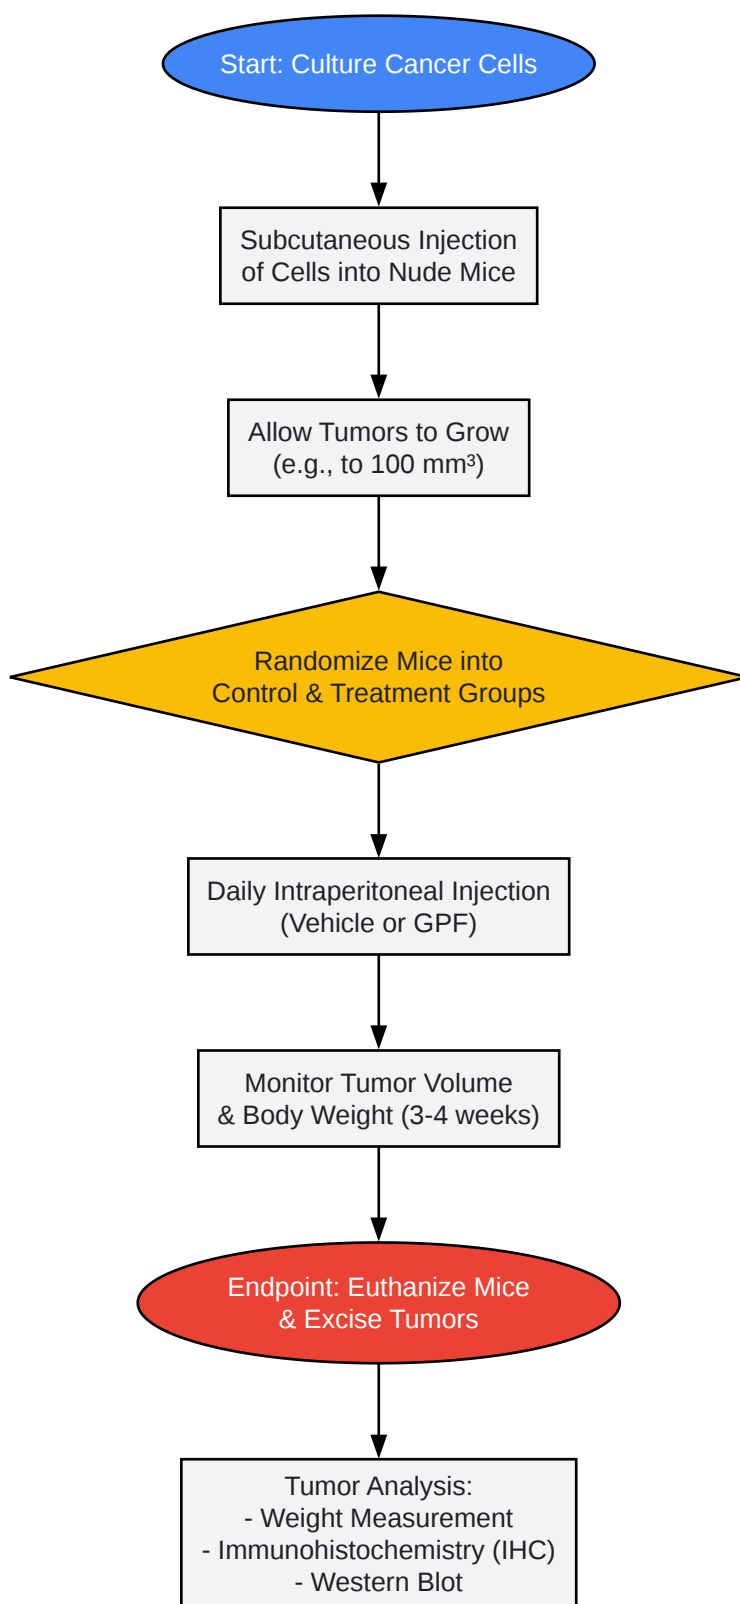 Start: Culture Cancer Cells
Subcutaneous Injection
of Cells into Nude Mice
Allow Tumors to Grow
(e.g., to 100 mm³)
Randomize Mice into
Control & Treatment Groups
Daily Intraperitoneal Injection
(Vehicle or GPF)
Monitor Tumor Volume
& Body Weight (3-4 weeks)
Endpoint: Euthanize Mice
& Excise Tumors
Tumor Analysis:
- Weight Measurement
- Immunohistochemistry (IHC)
- Western Blot